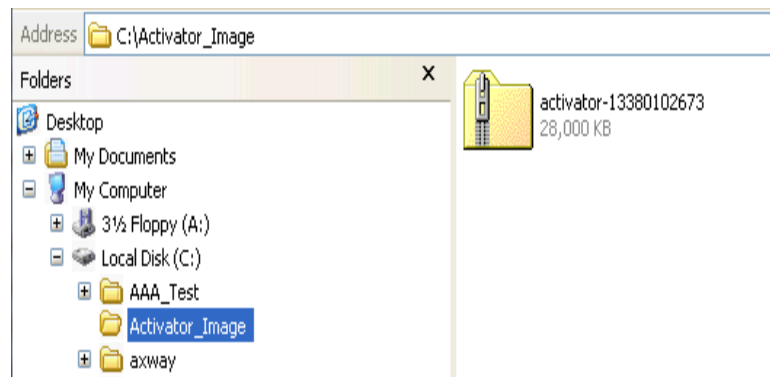 Address C:\Activator_Image
Folders X
Desktop
My Documents
My Computer
3½ Floppy (A:)
Local Disk (C:)
AAA_Test
Activator_Image
axway
activator-13380102673
28,000 KB